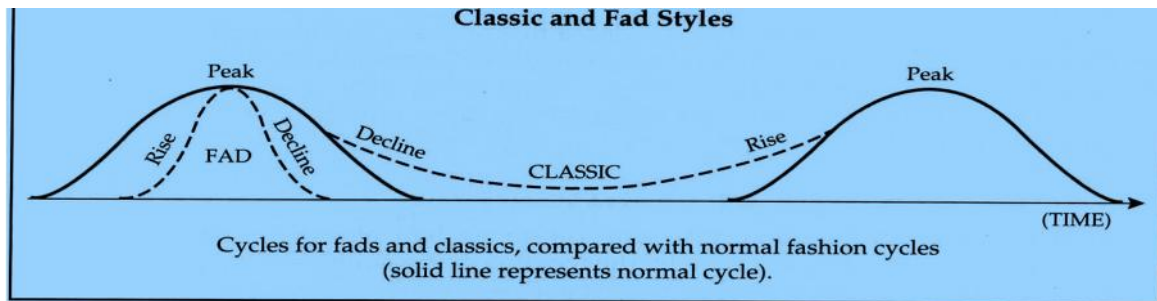 Classic and Fad Styles
Peak
Peak
Rise
FAD
Decline
Decline
CLASSIC
Rise
(TIME)
Cycles for fads and classics, compared with normal fashion cycles
(solid line represents normal cycle).